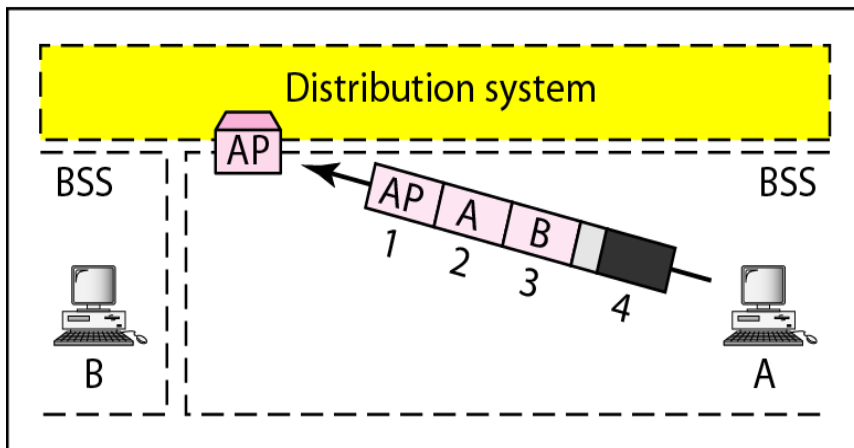 Distribution system
AP
BSS
BSS
AP A B
1 2 3 4
B
A